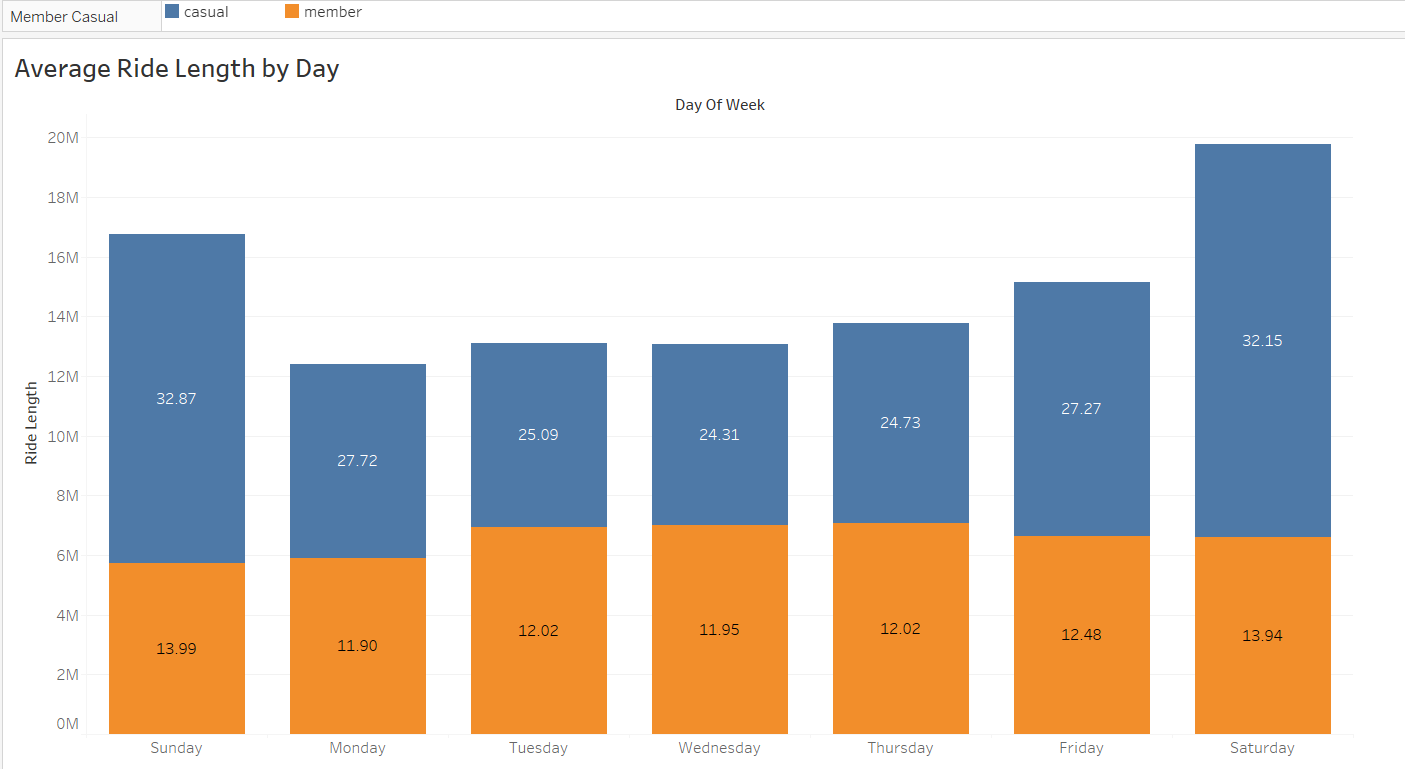 Member Casual casual member
Average Ride Length by Day
Day Of Week
Ride Length
20M
18M
16M
14M
12M
10M
8M
6M
4M
2M
0M
32.87 27.72 25.09 24.31 24.73 27.27 32.15
13.99 11.90 12.02 11.95 12.02 12.48 13.94
Sunday Monday Tuesday Wednesday Thursday Friday Saturday